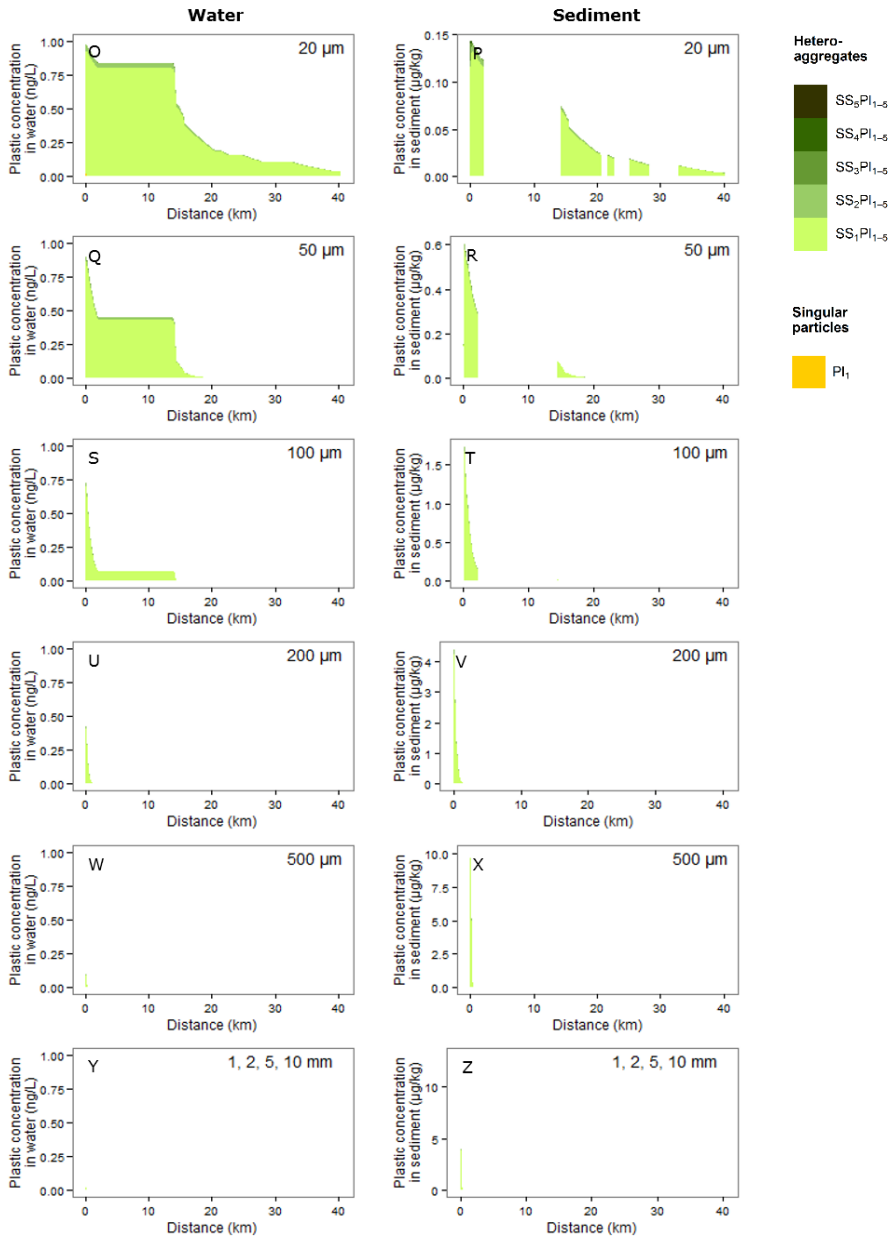 Water
Sediment
O
20 µm
Plastic concentration
in water (ng/L)
1.00
0.75
0.50
0.25
0.00
0
10
20
30
40
Distance (km)
P
20 µm
Plastic concentration
in sediment (µg/kg)
0.15
0.10
0.05
0.00
0
10
20
30
40
Distance (km)
Q
50 µm
Plastic concentration
in water (ng/L)
1.00
0.75
0.50
0.25
0.00
0
10
20
30
40
Distance (km)
R
50 µm
Plastic concentration
in sediment (µg/kg)
0.6
0.4
0.2
0.0
0
10
20
30
40
Distance (km)
S
100 µm
Plastic concentration
in water (ng/L)
1.00
0.75
0.50
0.25
0.00
0
10
20
30
40
Distance (km)
T
100 µm
Plastic concentration
in sediment (µg/kg)
1.5
1.0
0.5
0.0
0
10
20
30
40
Distance (km)
U
200 µm
Plastic concentration
in water (ng/L)
1.00
0.75
0.50
0.25
0.00
0
10
20
30
40
Distance (km)
V
200 µm
Plastic concentration
in sediment (µg/kg)
4
3
2
1
0
0
10
20
30
40
Distance (km)
W
500 µm
Plastic concentration
in water (ng/L)
1.00
0.75
0.50
0.25
0.00
0
10
20
30
40
Distance (km)
X
500 µm
Plastic concentration
in sediment (µg/kg)
10.0
7.5
5.0
2.5
0.0
0
10
20
30
40
Distance (km)
Y
1, 2, 5, 10 mm
Plastic concentration
in water (ng/L)
1.00
0.75
0.50
0.25
0.00
0
10
20
30
40
Distance (km)
Z
1, 2, 5, 10 mm
Plastic concentration
in sediment (µg/kg)
10
5
0
0
10
20
30
40
Distance (km)
Hetero-
aggregates
SS₅Pl₁₋₅
SS₄Pl₁₋₅
SS₃Pl₁₋₅
SS₂Pl₁₋₅
SS₁Pl₁₋₅
Singular
particles
Pl₁